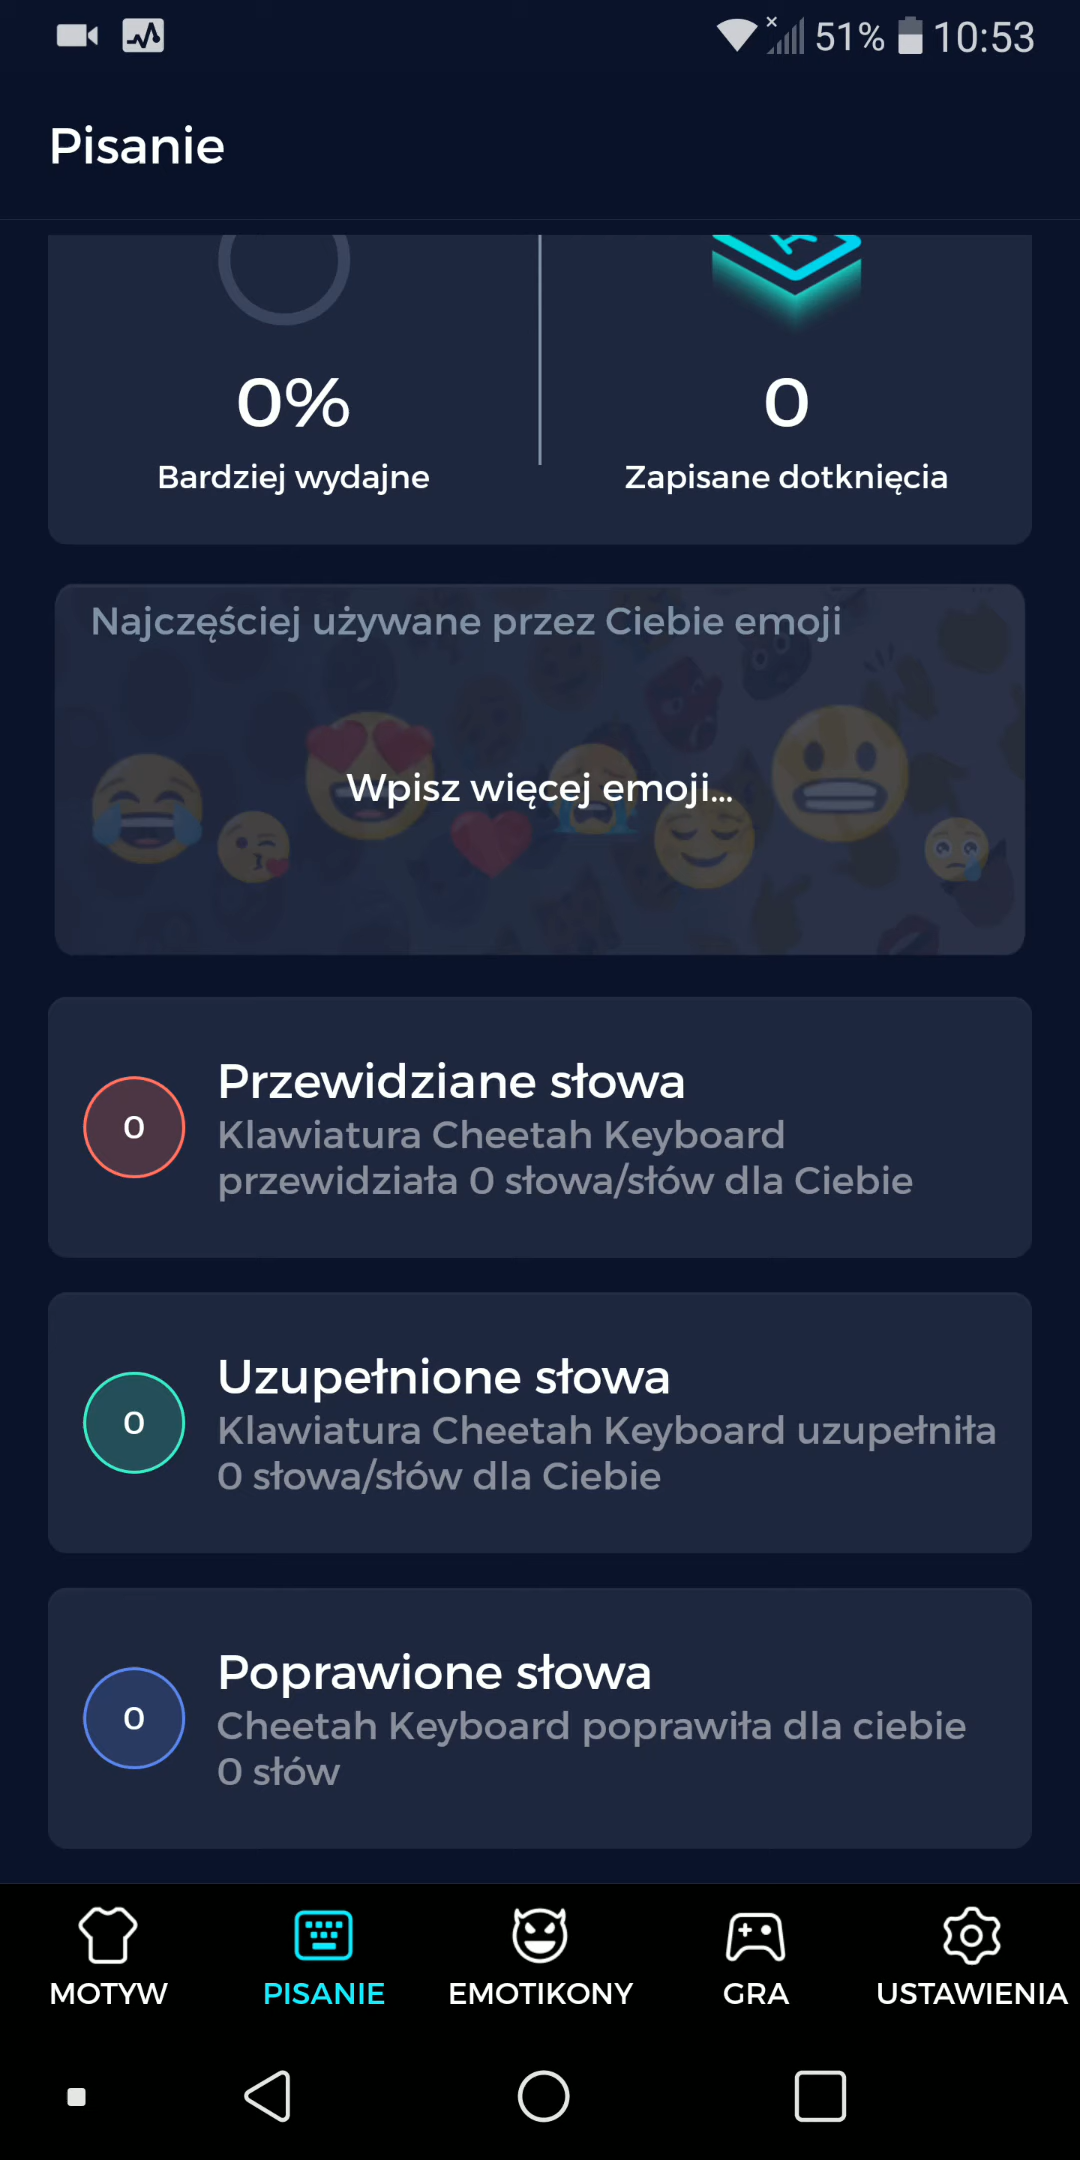 51% 10:53
Pisanie
0%
Bardziej wydajne
0
Zapisane dotknięcia
Najczęściej używane przez Ciebie emoji
Wpisz więcej emoji...
0
Przewidziane słowa
Klawiatura Cheetah Keyboard
przewidziała 0 słowa/słów dla Ciebie
0
Uzupełnione słowa
Klawiatura Cheetah Keyboard uzupełniła
0 słowa/słów dla Ciebie
0
Poprawione słowa
Cheetah Keyboard poprawiła dla ciebie
0 słów
MOTYW
PISANIE
EMOTIKONY
GRA
USTAWIENIA